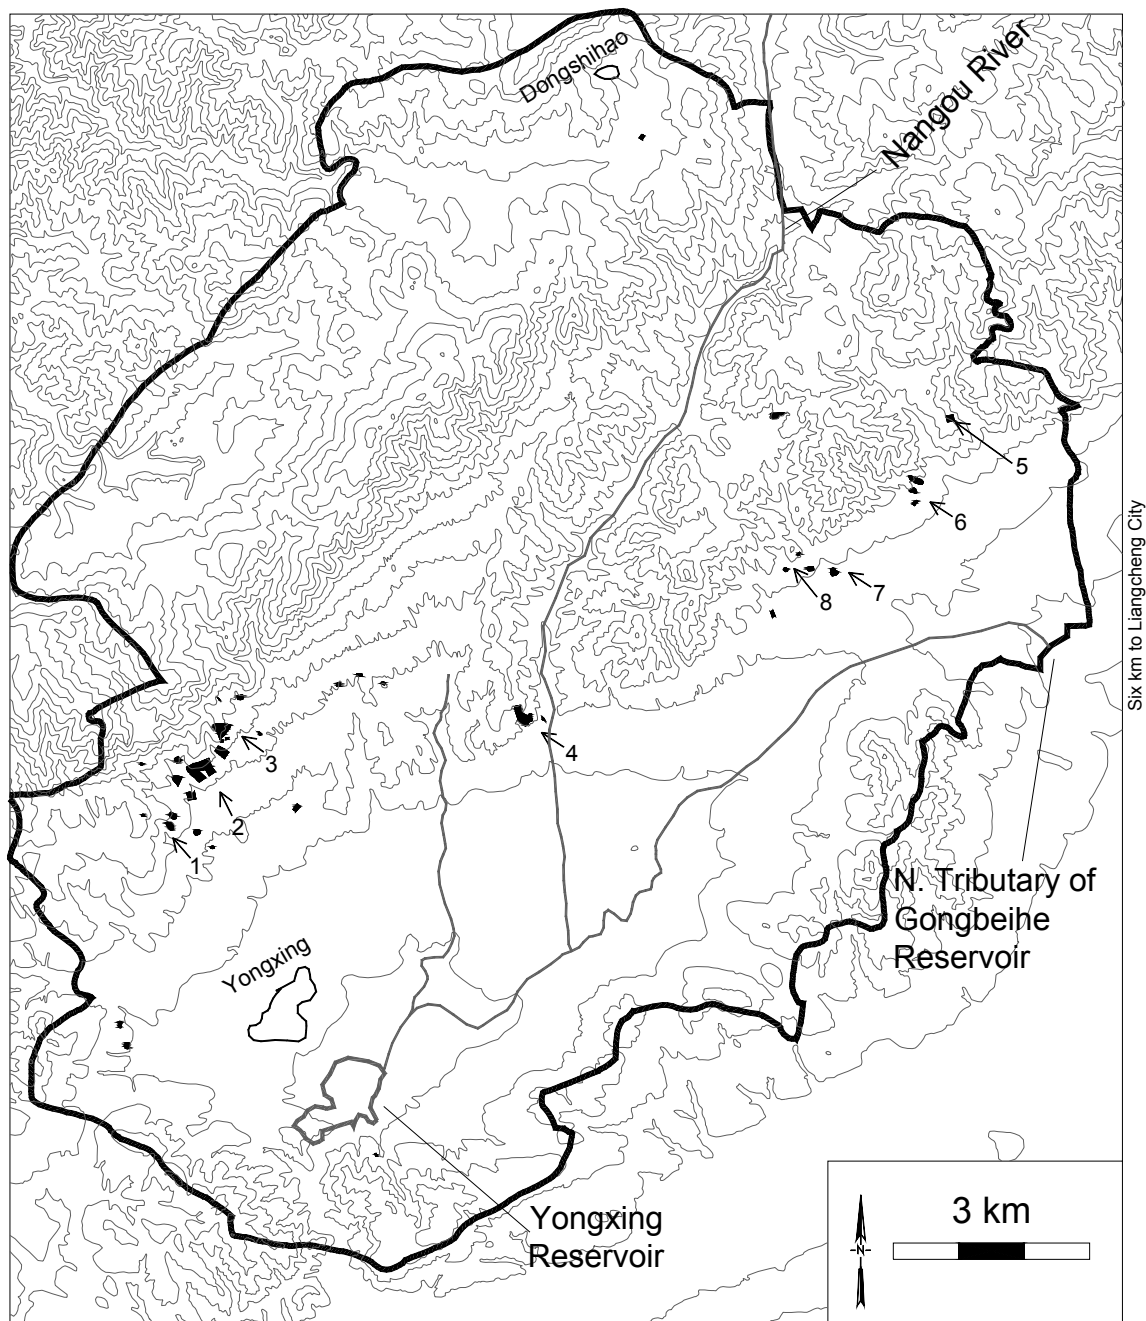 Dongshihao
Nangou River
5
6
7
8
Six km to Liangcheng City
3
4
2
1
N. Tributary of
Gongbeihe
Reservoir
Yongxing
Yongxing
Reservoir
3 km
N